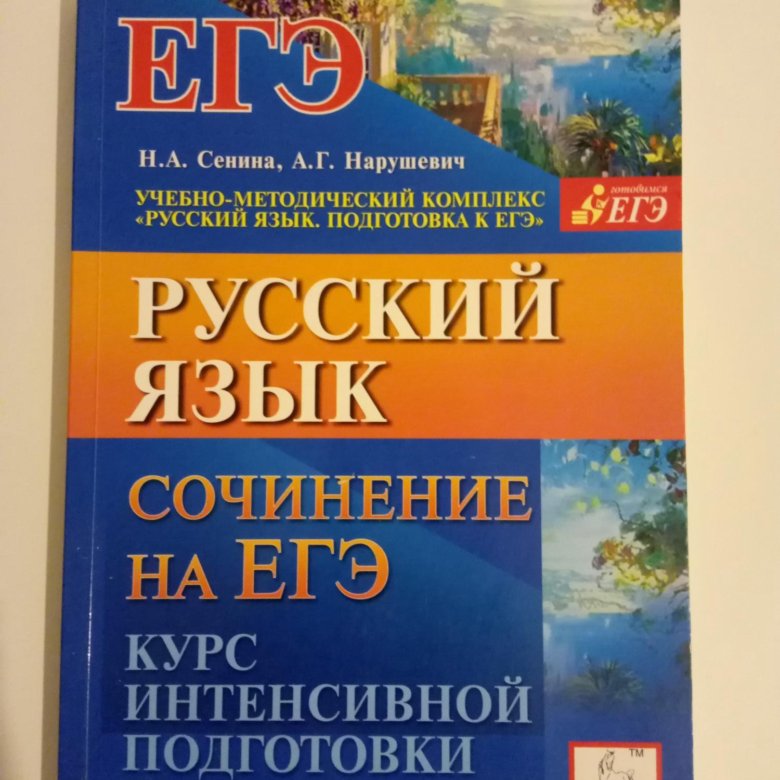 ЕГЭ
Н.А. Сенина, А.Г. Нарушевич
УЧЕБНО-МЕТОДИЧЕСКИЙ КОМПЛЕКС
«РУССКИЙ ЯЗЫК. ПОДГОТОВКА К ЕГЭ»
готовимся
ЕГЭ
РУССКИЙ
ЯЗЫК
СОЧИНЕНИЕ
НА ЕГЭ
КУРС
ИНТЕНСИВНОЙ
ПОДГОТОВКИ
TM